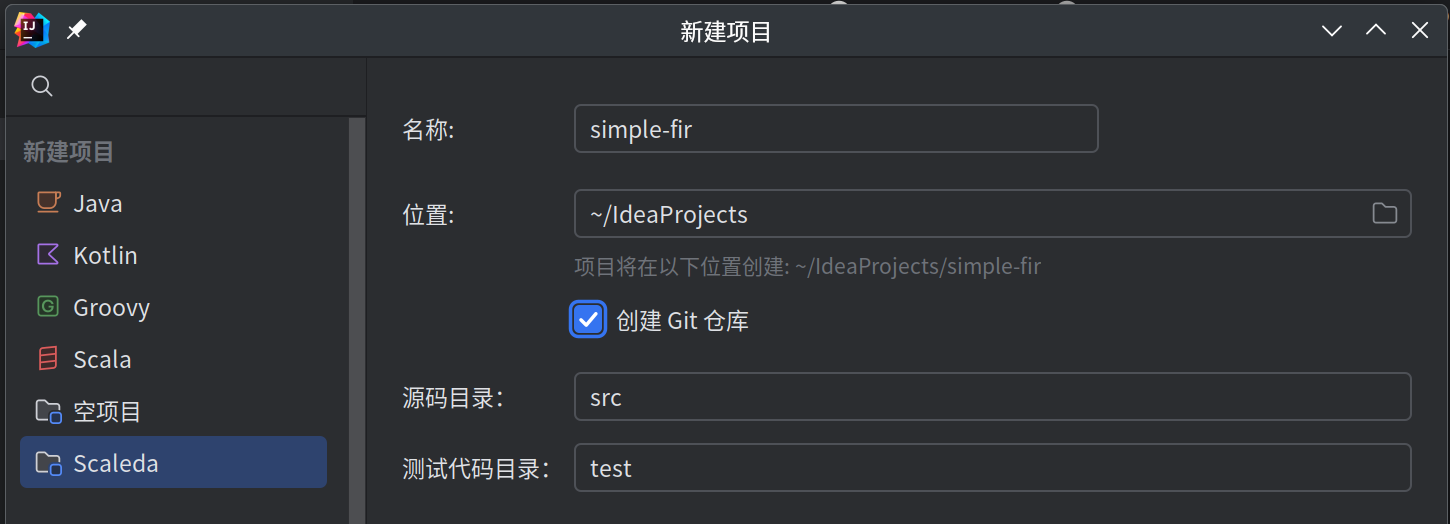 IJ
新建项目
新建项目
Java
Kotlin
Groovy
Scala
空项目
Scaleda
名称:
simple-fir
位置:
~/IdeaProjects
项目将在以下位置创建: ~/IdeaProjects/simple-fir
创建 Git 仓库
源码目录：
src
测试代码目录：
test